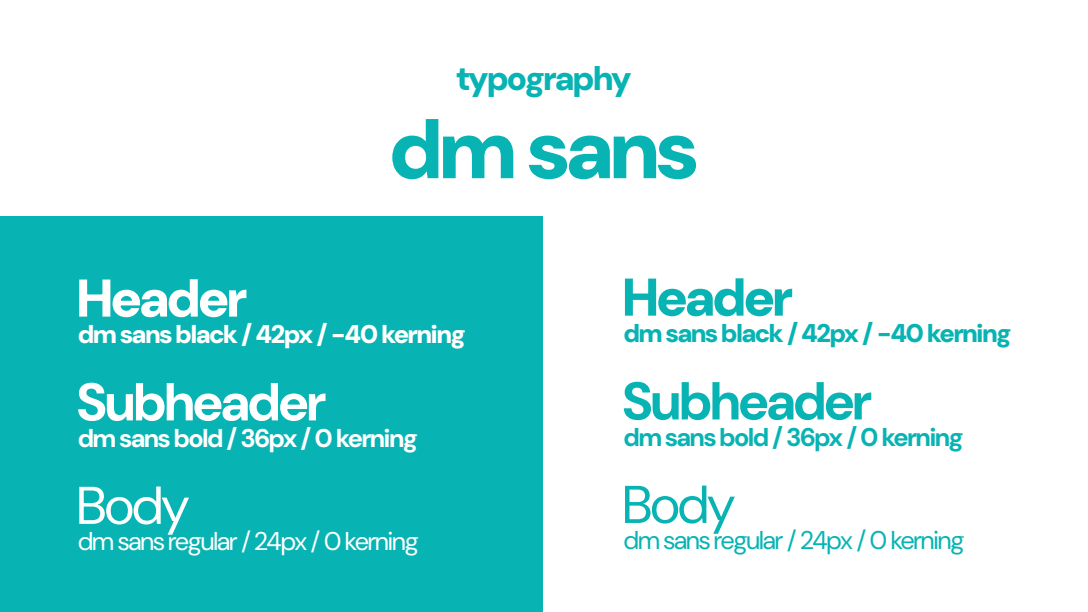 typography
dm sans
Header
dm sans black / 42px / -40 kerning
Subheader
dm sans bold / 36px / 0 kerning
Body
dm sans regular / 24px / 0 kerning
Header
dm sans black / 42px / -40 kerning
Subheader
dm sans bold / 36px / 0 kerning
Body
dm sans regular / 24px / 0 kerning